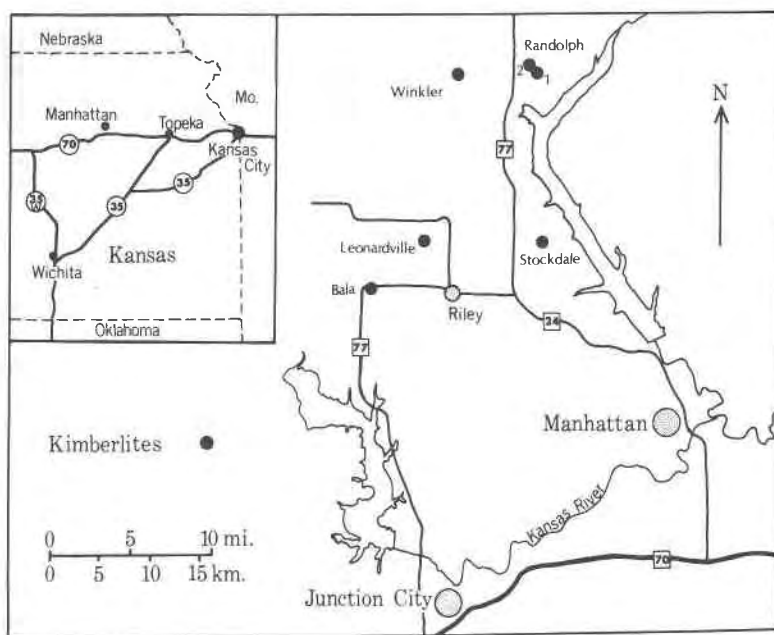 Nebraska
Mo.
Manhattan
Topeka
70
Kansas
City
35
35
35
W
Kansas
Wichita
Oklahoma
Randolph
2
1
Winkler
N
77
Leonardville
Stockdale
Bala
Riley
24
77
Manhattan
Kimberlites
Kansas River
0 5 10 mi.
0 5 10 15 km.
70
Junction City